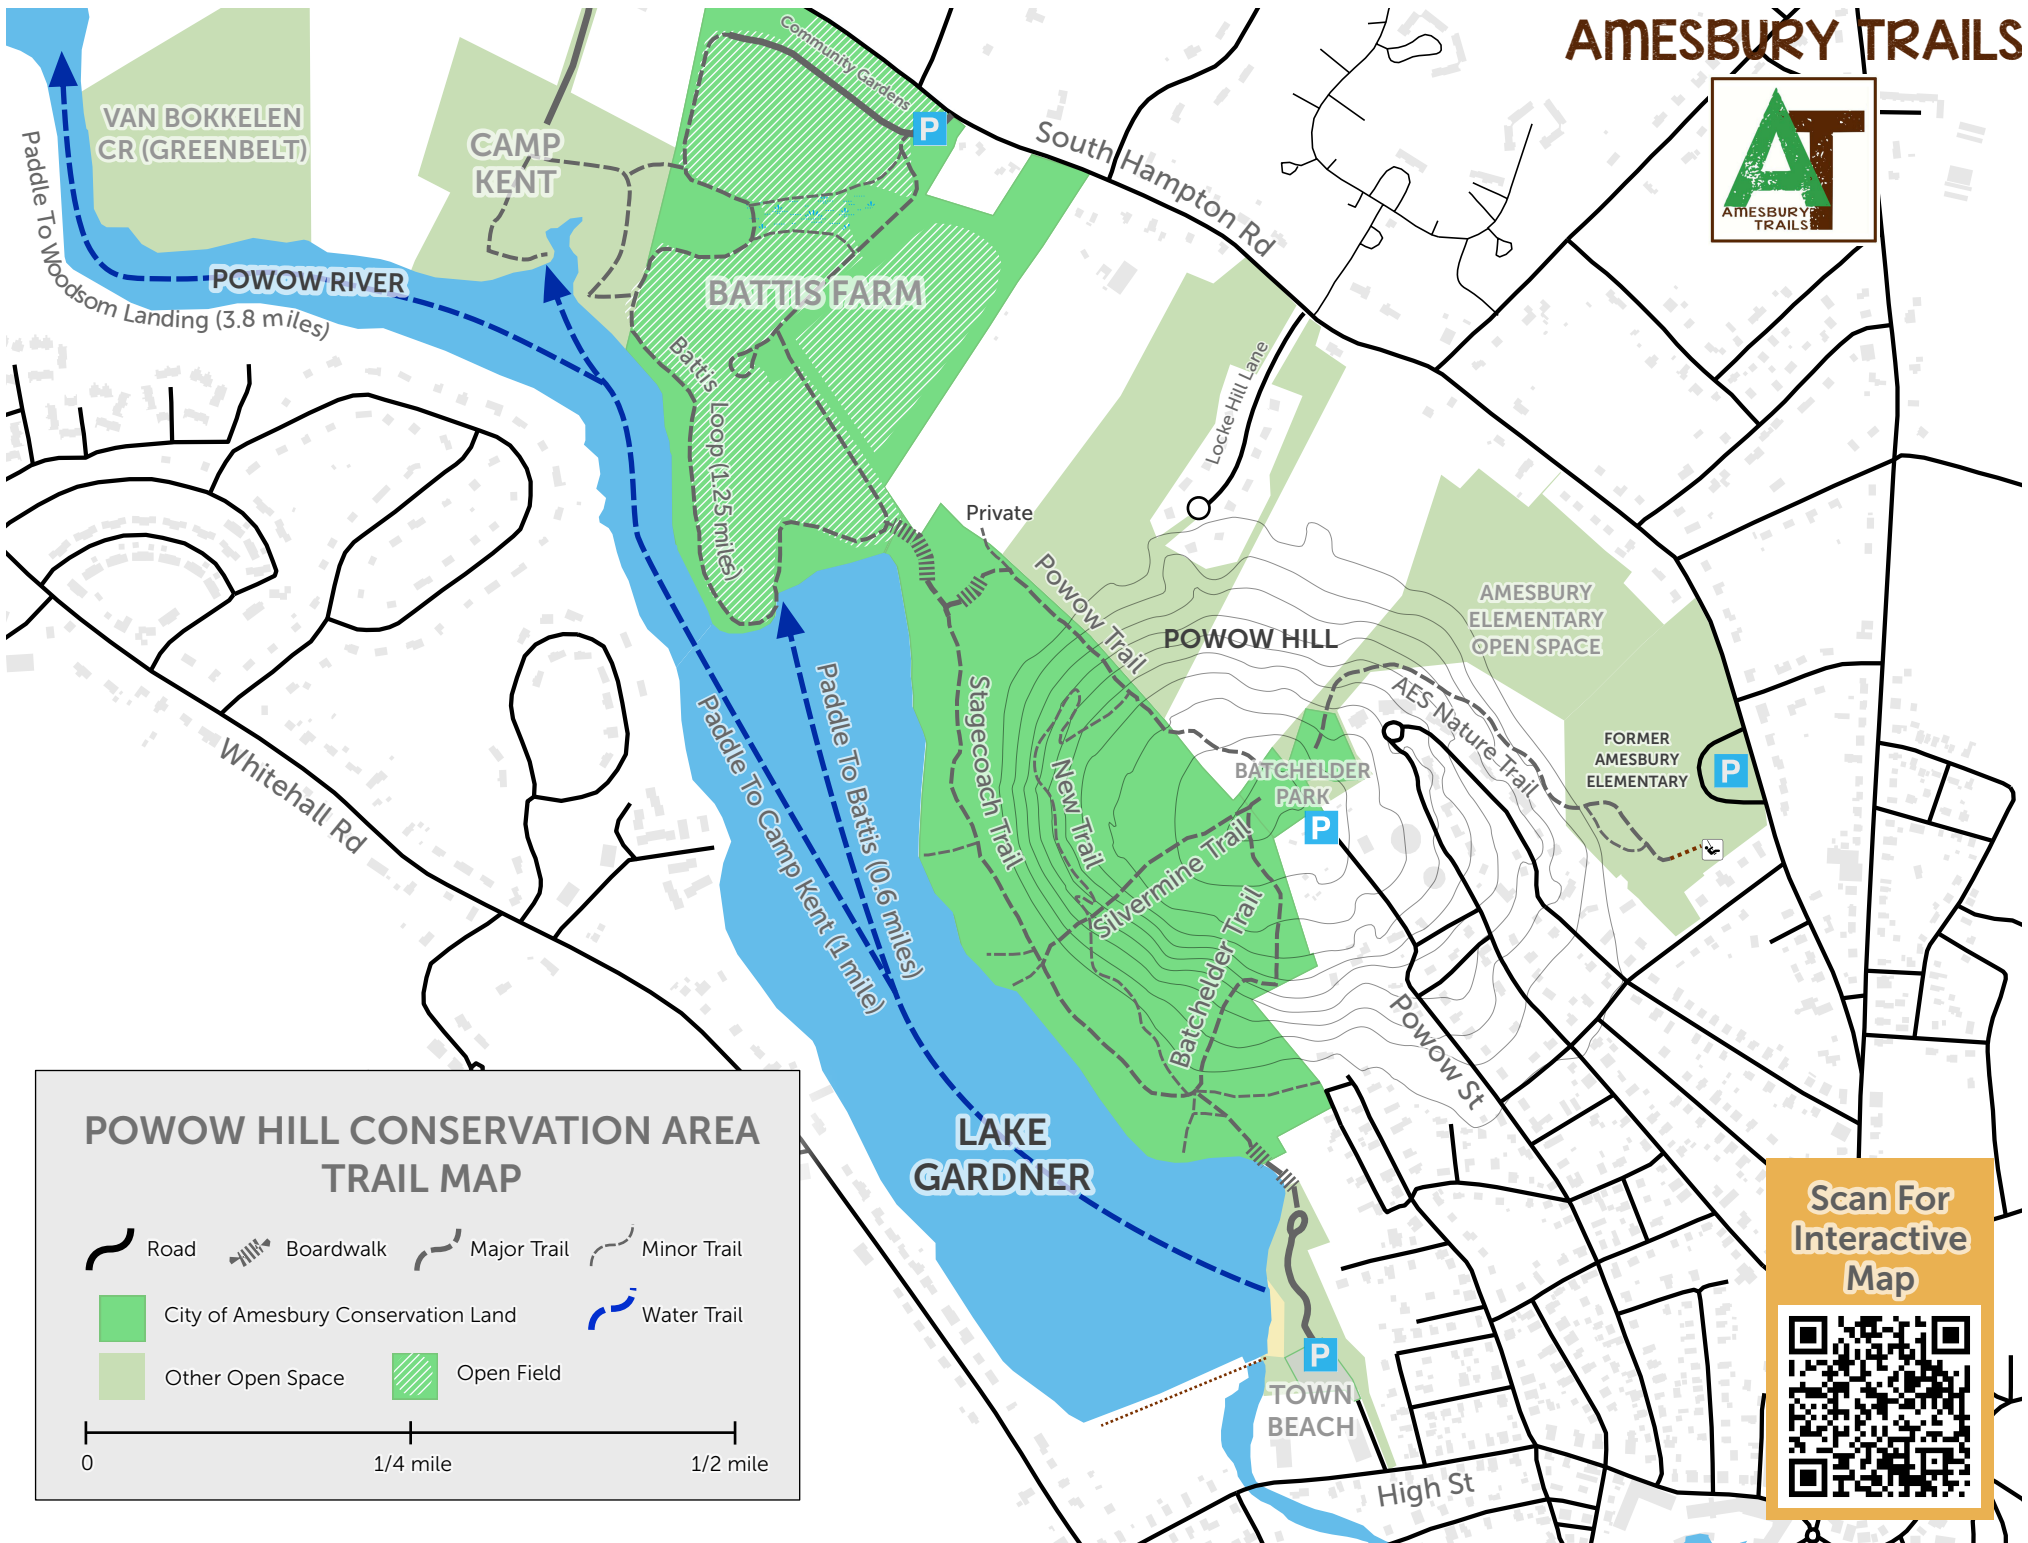 AMESBURY TRAILS
AMESBURY
TRAILS
Community Gardens
P
VAN BOKKELEN
CR (GREENBELT)
CAMP
KENT
South Hampton Rd
Paddle To Woodsom Landing (3.8 miles)
POWOW RIVER
BATTIS FARM
Battis Loop (1.25 miles)
Locke Hill Lane
Private
Powow Trail
POWOW HILL
AMESBURY
ELEMENTARY
OPEN SPACE
AES Nature Trail
FORMER
AMESBURY
ELEMENTARY
P
BATCHELDER
PARK
P
Stagecoach Trail
New Trail
Silvermine Trail
Batchelder Trail
Paddle To Battis (0.6 miles)
Paddle To Camp Kent (1 mile)
Whitehall Rd
Powow St
LAKE
GARDNER
P
TOWN
BEACH
High St
POWOW HILL CONSERVATION AREA
TRAIL MAP
Road
Boardwalk
Major Trail
Minor Trail
City of Amesbury Conservation Land
Water Trail
Other Open Space
Open Field
0
1/4 mile
1/2 mile
Scan For
Interactive
Map